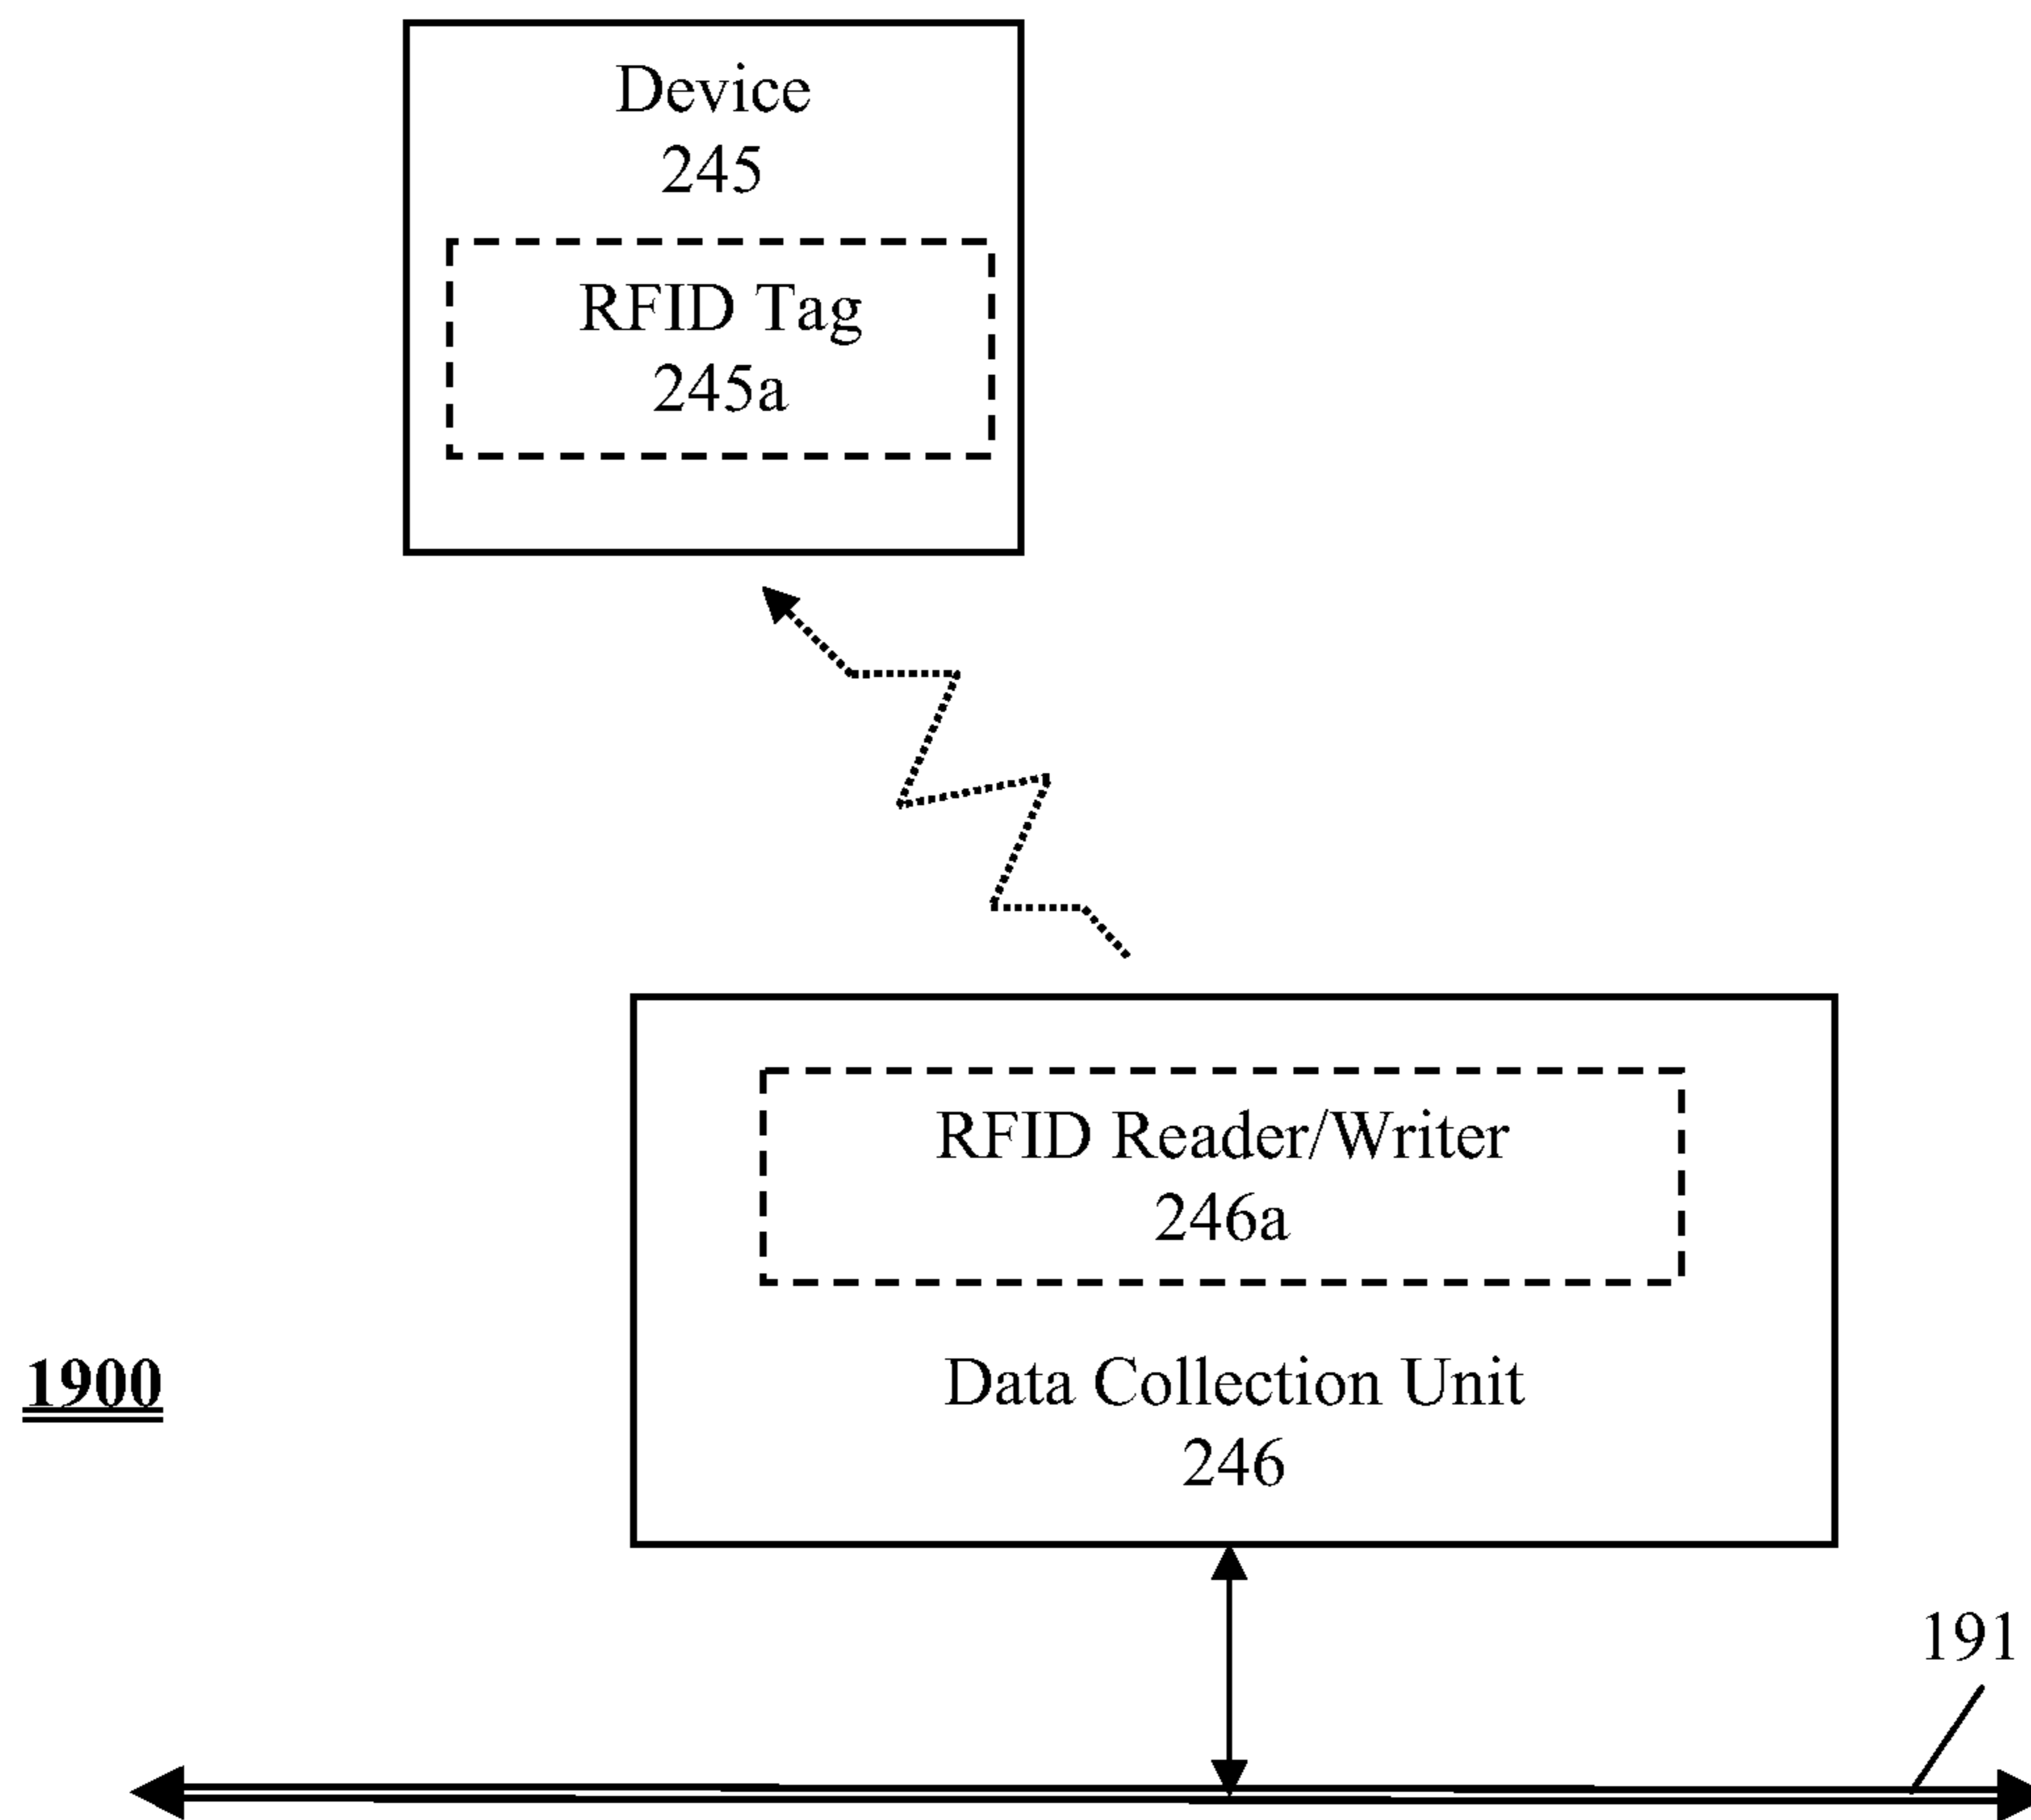 Device
245
RFID Tag
245a
RFID Reader/Writer
246a
Data Collection Unit
246
1900
191